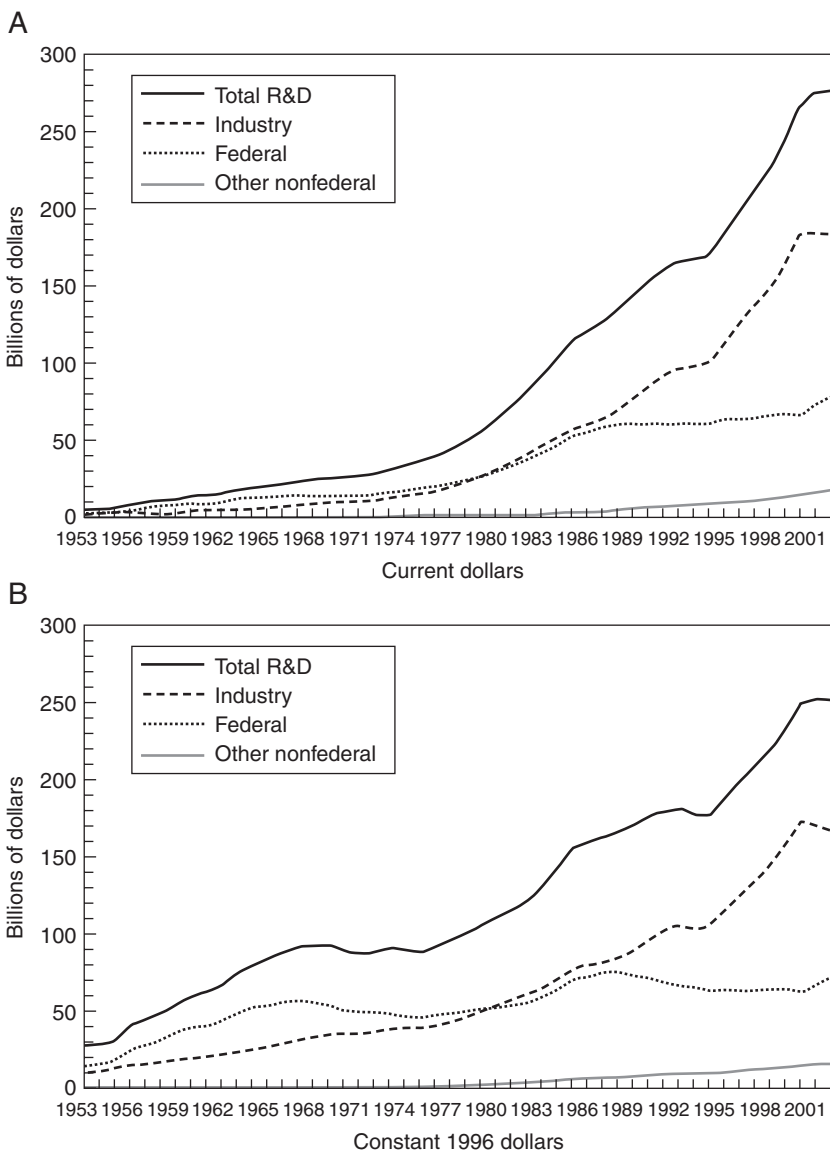 A
300
250
200
150
100
50
0
Billions of dollars
Total R&D
Industry
Federal
Other nonfederal
1953 1956 1959 1962 1965 1968 1971 1974 1977 1980 1983 1986 1989 1992 1995 1998 2001
Current dollars
B
300
250
200
150
100
50
0
Billions of dollars
Total R&D
Industry
Federal
Other nonfederal
1953 1956 1959 1962 1965 1968 1971 1974 1977 1980 1983 1986 1989 1992 1995 1998 2001
Constant 1996 dollars